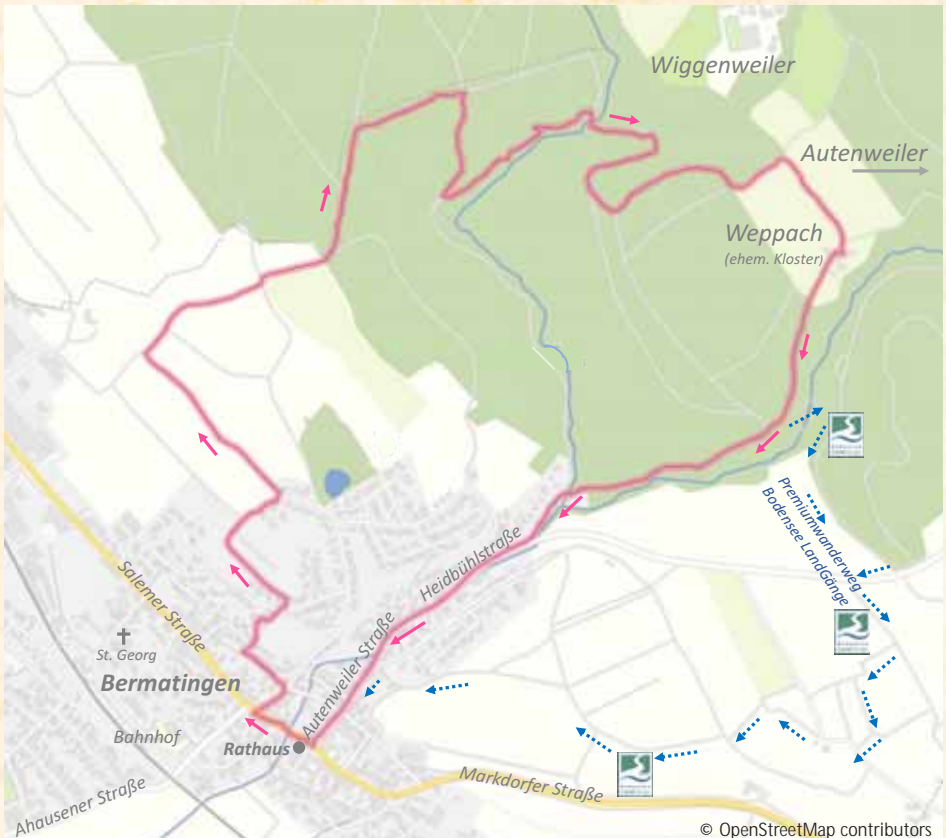 Wiggenweiler
Autenweiler
Weppach
(ehem. Kloster)
Premiumwanderweg
Bodensee LandGänge
Heidbühlstraße
Autenweiler Straße
Salemer Straße
St. Georg
Bermatingen
Bahnhof
Rathaus
Markdorfer Straße
Ahausener Straße
© OpenStreetMap contributors